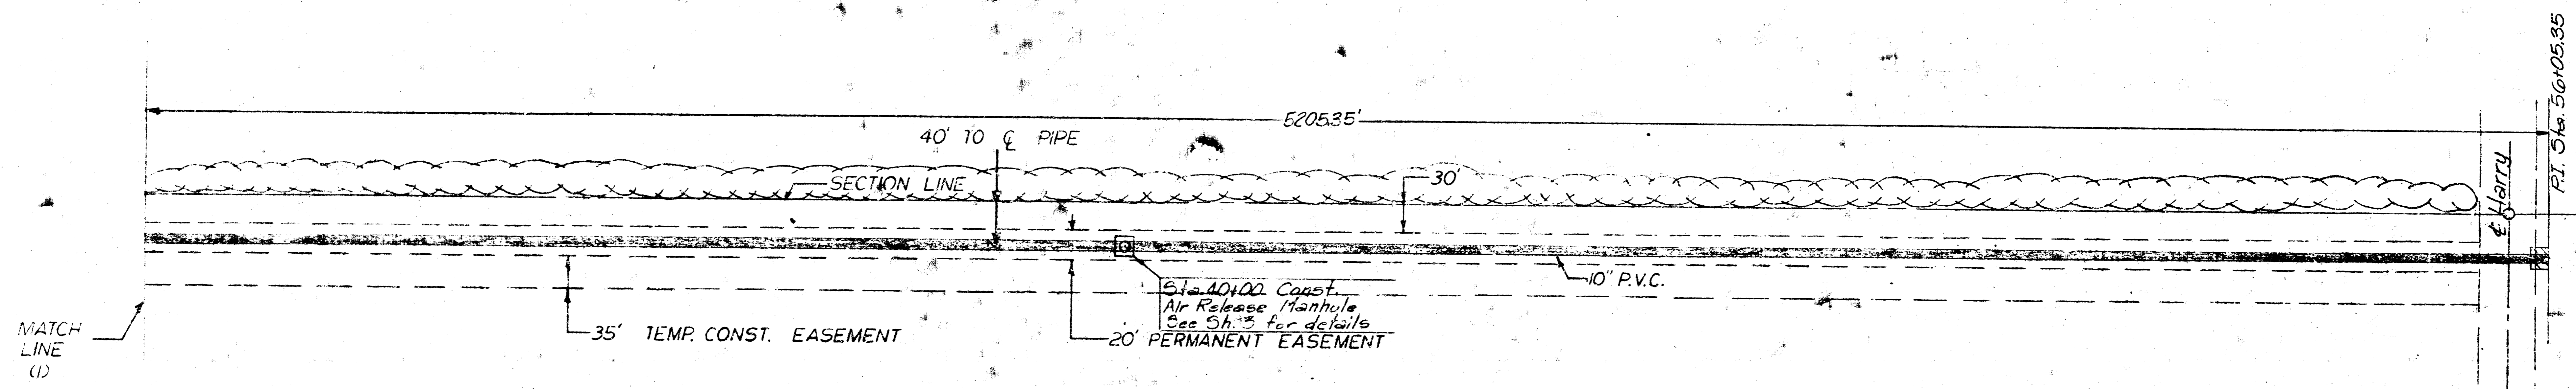 P.I. Sta. 56+05.35
5205.35'
40' TO ℄ PIPE
SECTION LINE
30'
℄ Harry
10" P.V.C.
Sta. 40+00 Const.
Air Release Manhole
See Sh. 3 for details
35' TEMP. CONST. EASEMENT
20' PERMANENT EASEMENT
MATCH
LINE
(1)